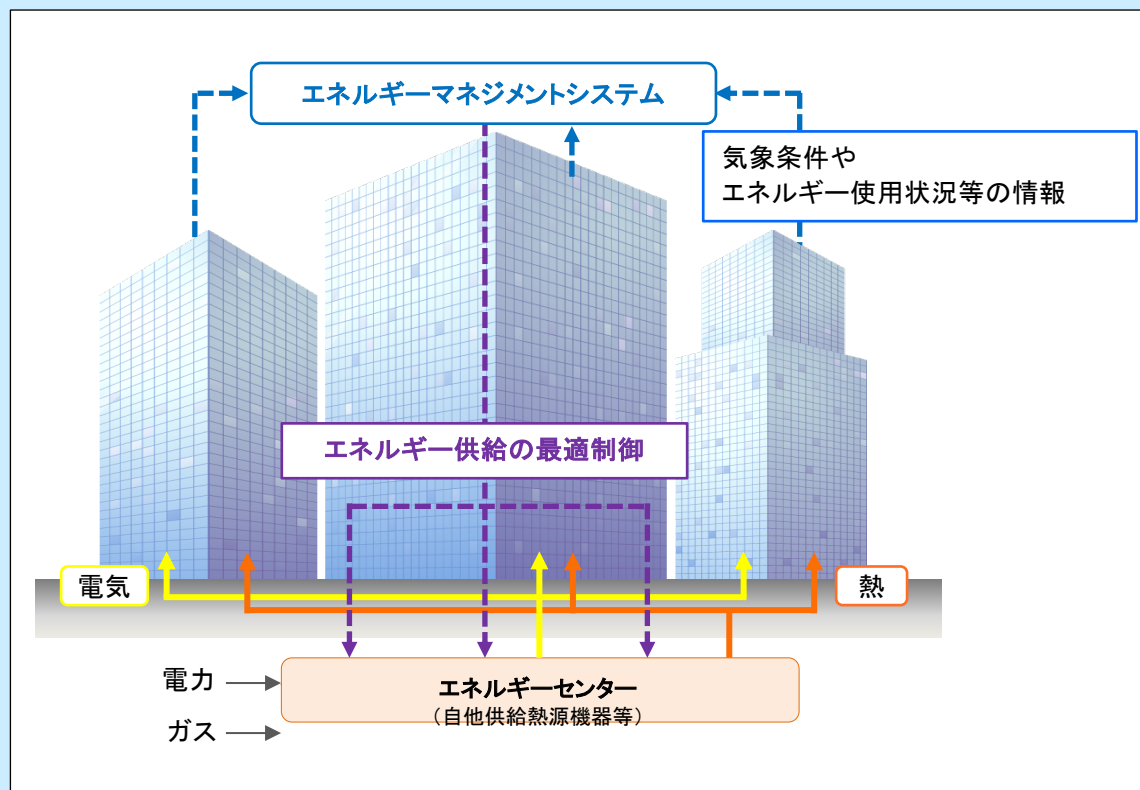 エネルギーマネジメントシステム
気象条件や
エネルギー使用状況等の情報
エネルギー供給の最適制御
電気
熱
電力
ガス
エネルギーセンター
（自他供給熱源機器等）